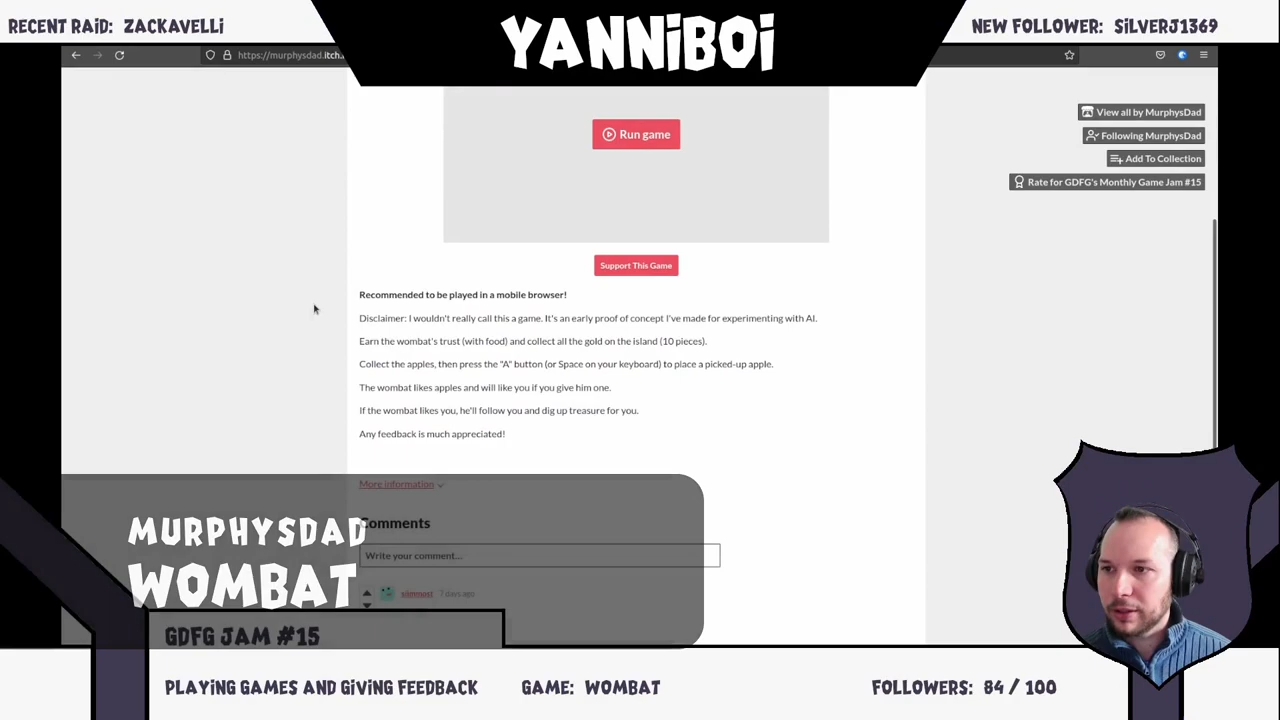 RECENT RAID: ZACKAVELLI
YANNIBOI
NEW FOLLOWER: SILVERJ1369
https://murphysdad.itch.
Run game
View all by MurphysDad
Following MurphysDad
Add To Collection
Rate for GDFG's Monthly Game Jam #15
Support This Game
Recommended to be played in a mobile browser!
Disclaimer: I wouldn't really call this a game. It's an early proof of concept I've made for experimenting with AI.
Earn the wombat's trust (with food) and collect all the gold on the island (10 pieces).
Collect the apples, then press the "A" button (or Space on your keyboard) to place a picked-up apple.
The wombat likes apples and will like you if you give him one.
If the wombat likes you, he'll follow you and dig up treasure for you.
Any feedback is much appreciated!
More information
MURPHYSDAD
Comments
Write your comment...
WOMBAT
7 days ago
GDFG JAM #15
PLAYING GAMES AND GIVING FEEDBACK
GAME: WOMBAT
FOLLOWERS: 84 / 100